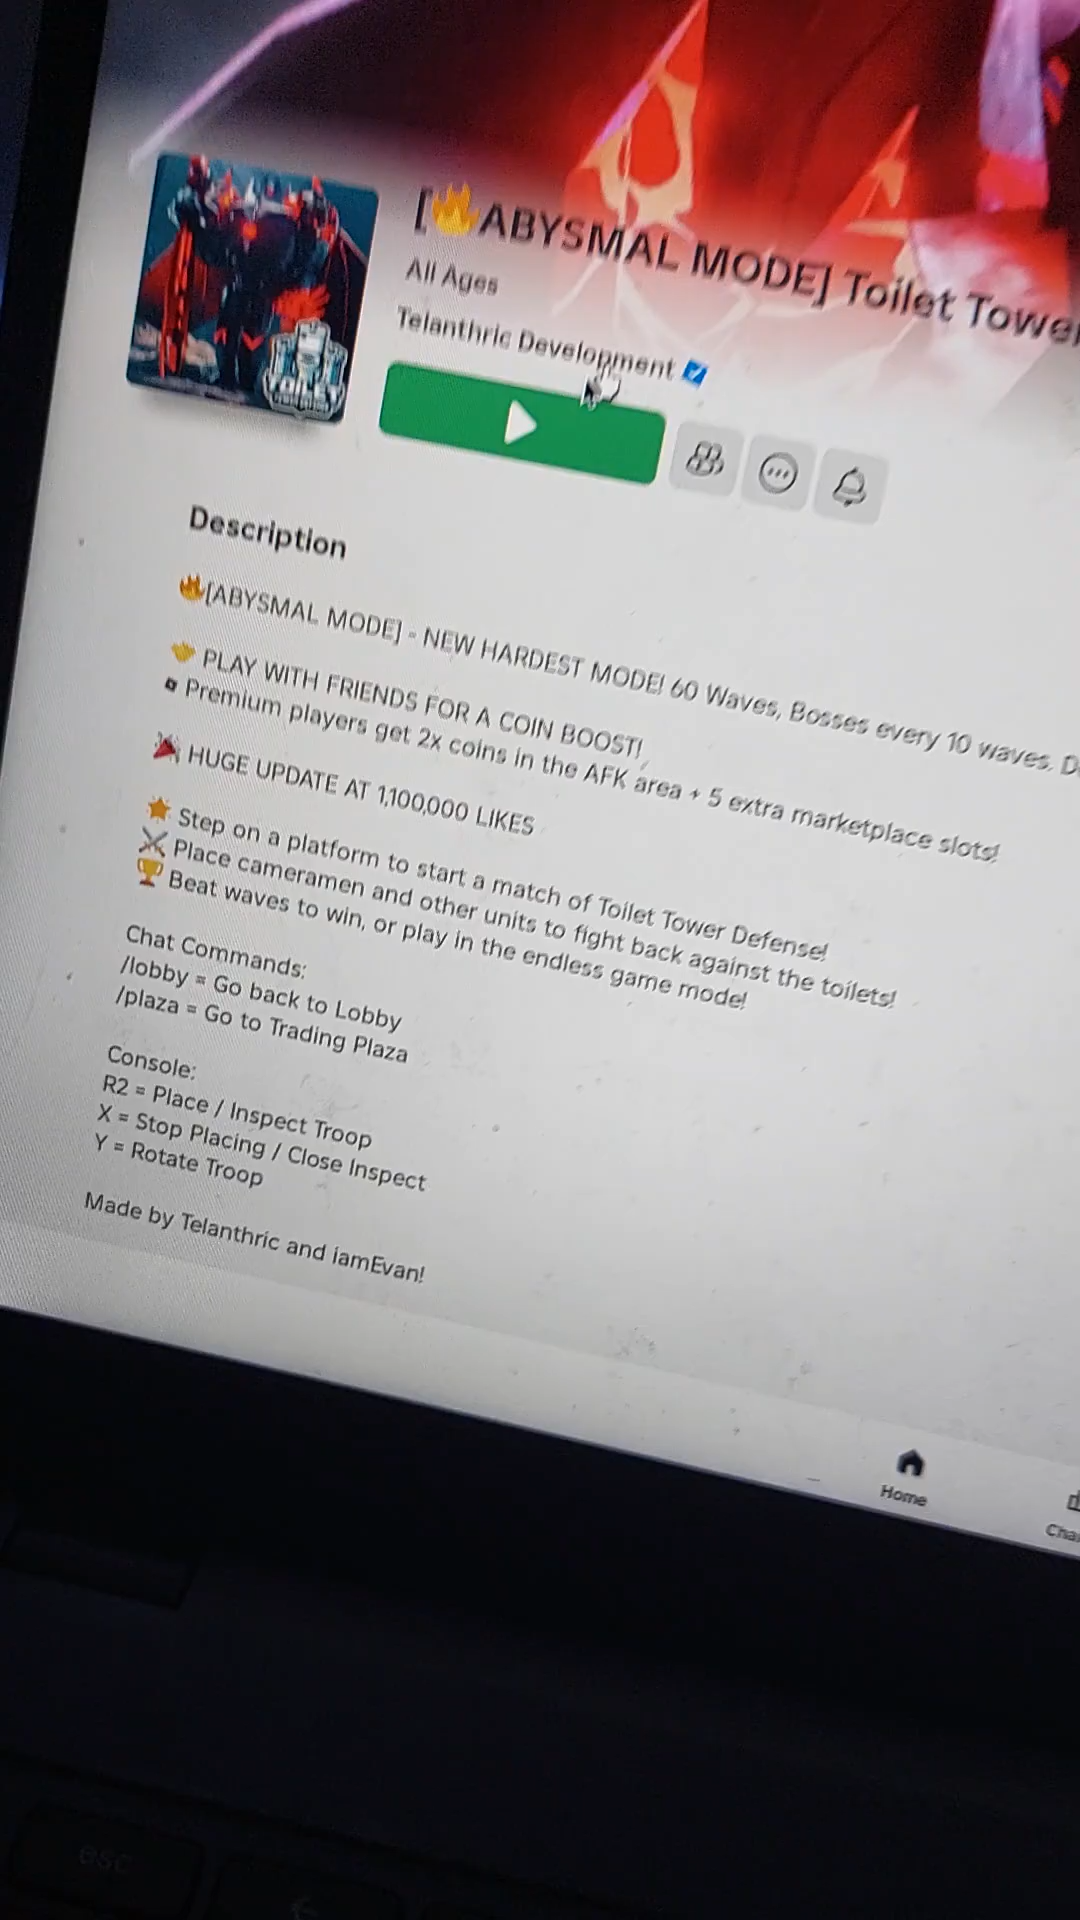 [🔥ABYSMAL MODE] Toilet Tower
All Ages
Telanthric Development
Description
🔥[ABYSMAL MODE] - NEW HARDEST MODE! 60 Waves, Bosses every 10 waves.
🤝 PLAY WITH FRIENDS FOR A COIN BOOST!
Premium players get 2x coins in the AFK area + 5 extra marketplace slots!
🎉 HUGE UPDATE AT 1,100,000 LIKES
⭐ Step on a platform to start a match of Toilet Tower Defense!
⚔️ Place cameramen and other units to fight back against the toilets!
🏆 Beat waves to win, or play in the endless game mode!
Chat Commands:
/lobby = Go back to Lobby
/plaza = Go to Trading Plaza
Console:
R2 = Place / Inspect Troop
X = Stop Placing / Close Inspect
Y = Rotate Troop
Made by Telanthric and iamEvan!
Home
esc